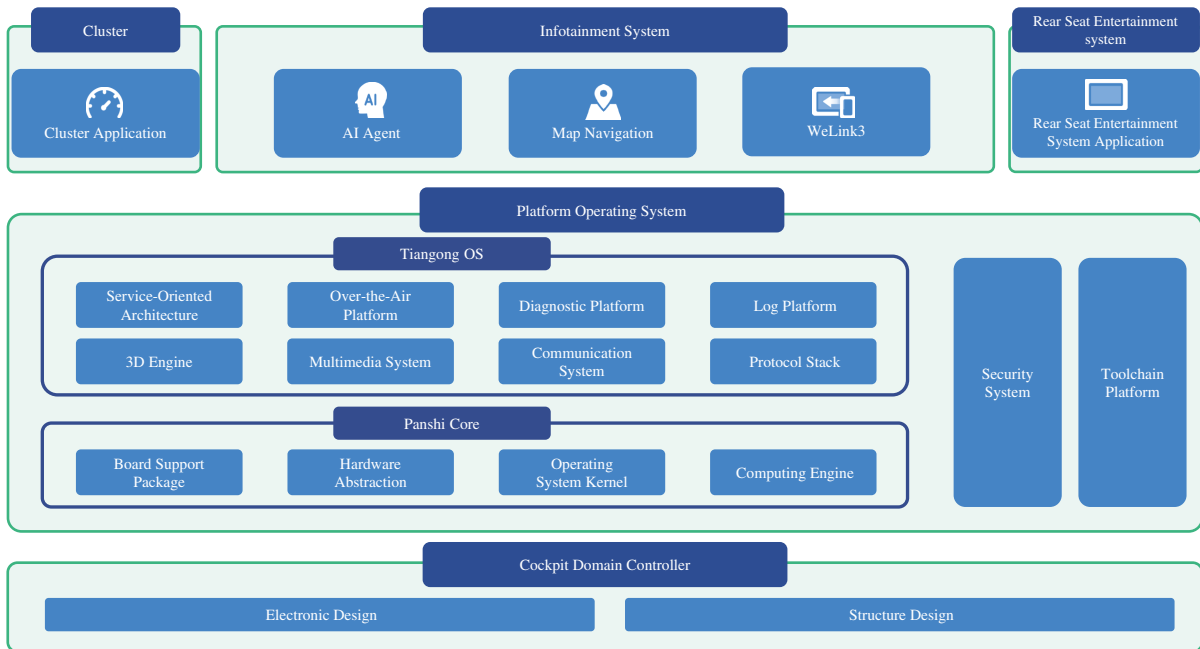 Cluster
Infotainment System
Rear Seat Entertainment
system
Cluster Application
AI
AI Agent
Map Navigation
WeLink3
Rear Seat Entertainment
System Application
Platform Operating System
Tiangong OS
Service-Oriented
Architecture
Over-the-Air
Platform
Diagnostic Platform
Log Platform
3D Engine
Multimedia System
Communication
System
Protocol Stack
Panshi Core
Board Support
Package
Hardware
Abstraction
Operating
System Kernel
Computing Engine
Security
System
Toolchain
Platform
Cockpit Domain Controller
Electronic Design
Structure Design